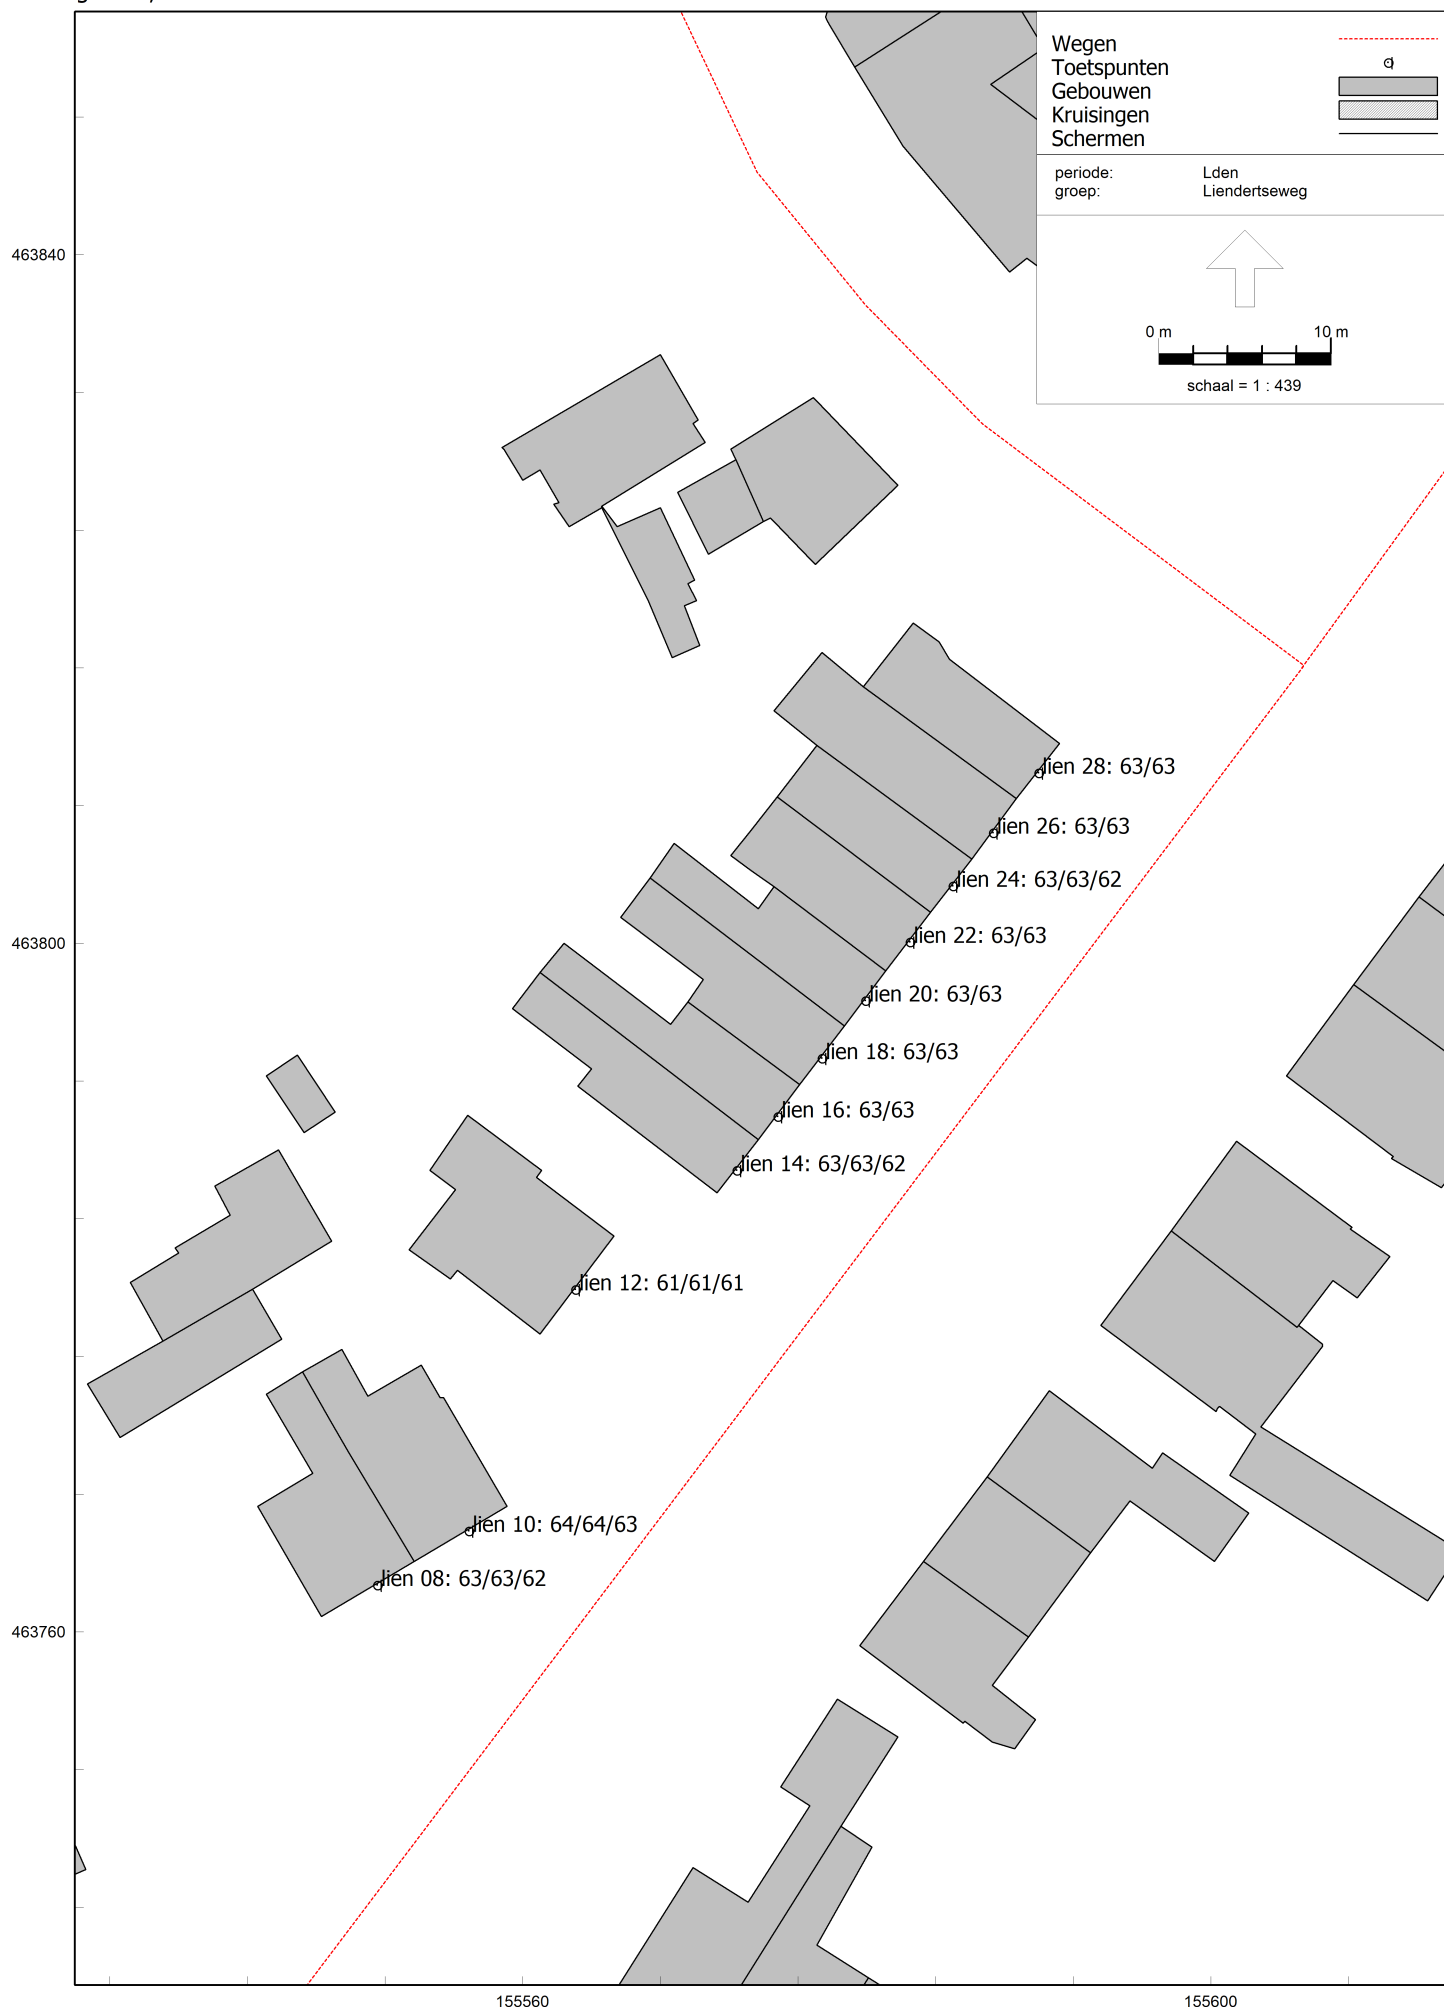 Wegen
Toetspunten
Gebouwen
Kruisingen
Schermen
periode: Lden
groep: Liendertseweg
463840
0 m 10 m
schaal = 1 : 439
lien 28: 63/63
lien 26: 63/63
lien 24: 63/63/62
463800
lien 22: 63/63
lien 20: 63/63
lien 18: 63/63
lien 16: 63/63
lien 14: 63/63/62
lien 12: 61/61/61
lien 10: 64/64/63
lien 08: 63/63/62
463760
155560 155600